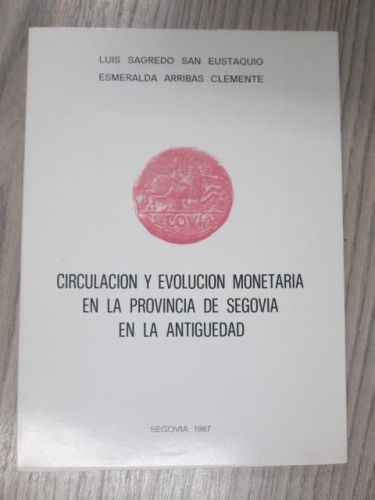 LUIS SAGREDO SAN EUSTAQUIO
ESMERALDA ARRIBAS CLEMENTE
SEGOVIA
CIRCULACION Y EVOLUCION MONETARIA
EN LA PROVINCIA DE SEGOVIA
EN LA ANTIGUEDAD
SEGOVIA, 1987